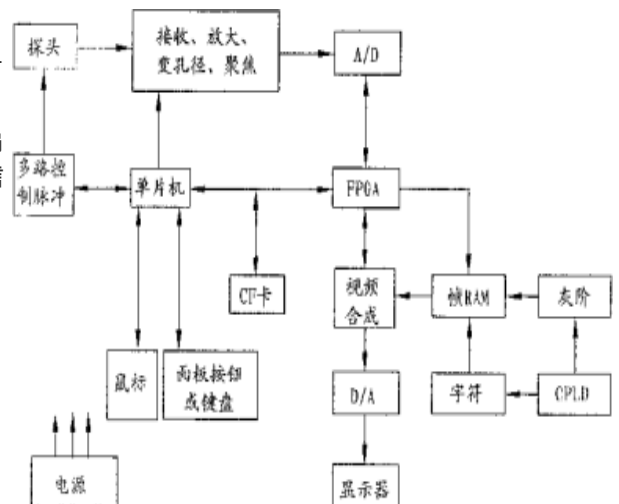 探头
接收、放大、
变孔径、聚焦
A/D
多路控
制脉冲
单片机
FPGA
CF卡
视频
合成
帧RAM
灰阶
鼠标
面板按钮
或键盘
D/A
字符
CPLD
电源
显示器